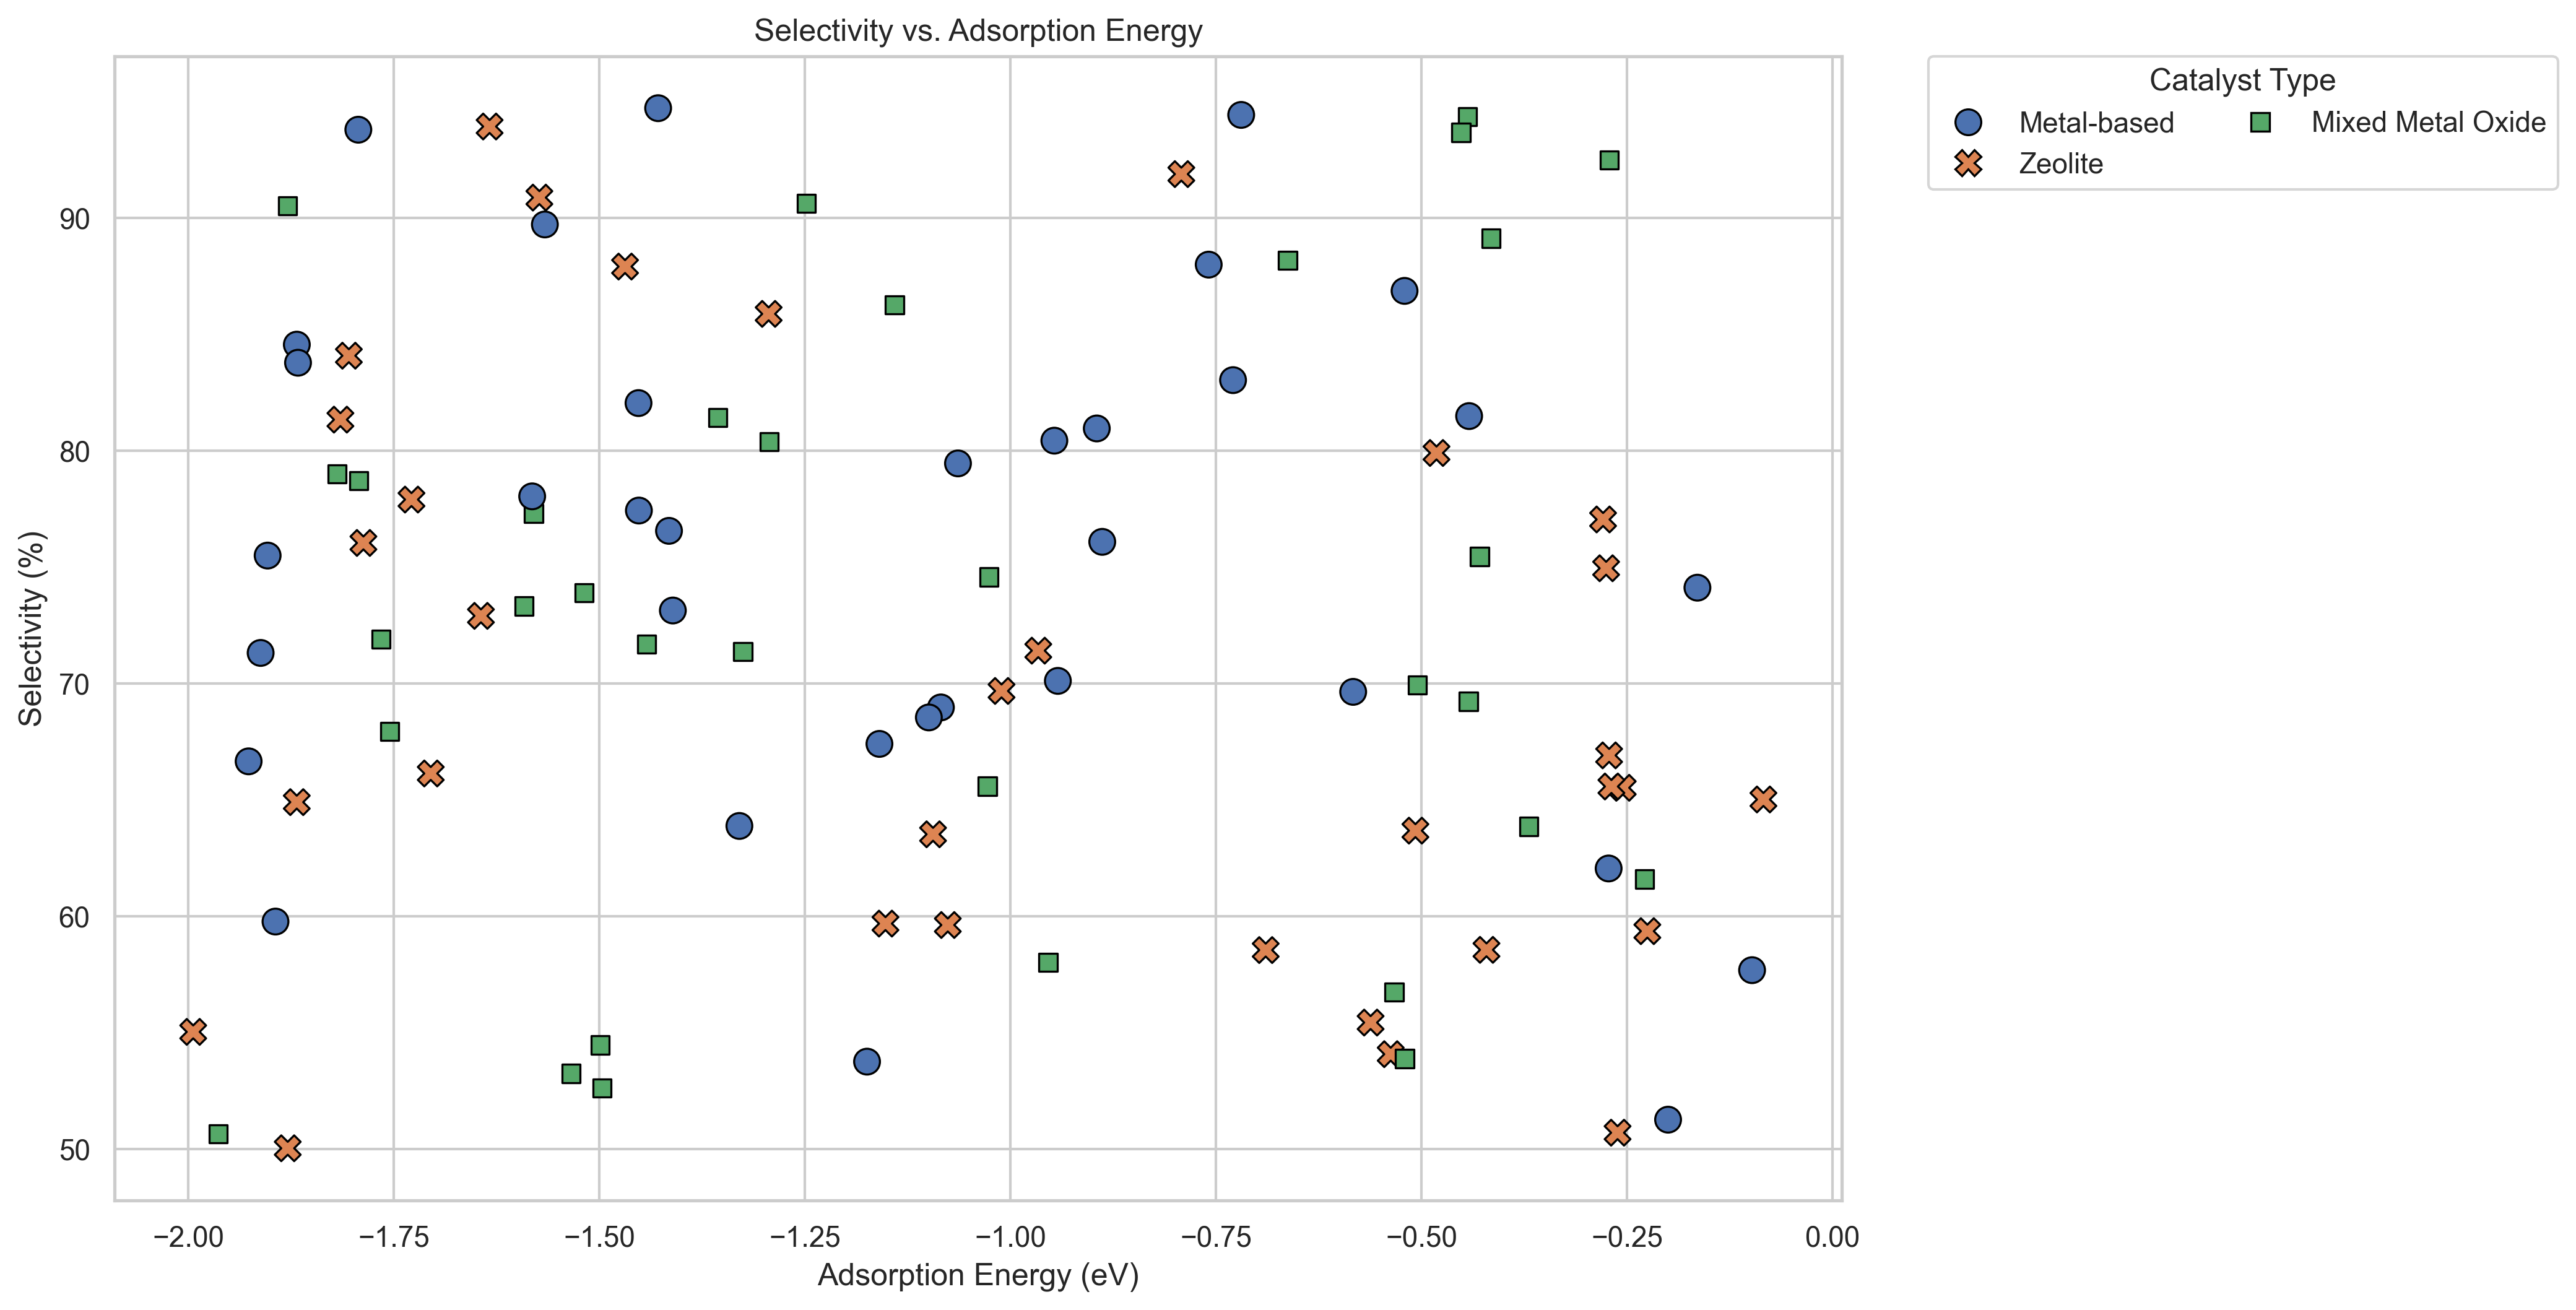 Selectivity vs. Adsorption Energy
Catalyst Type
Metal-based
Mixed Metal Oxide
Zeolite
Selectivity (%)
90
80
70
60
50
−2.00 −1.75 −1.50 −1.25 −1.00 −0.75 −0.50 −0.25 0.00
Adsorption Energy (eV)